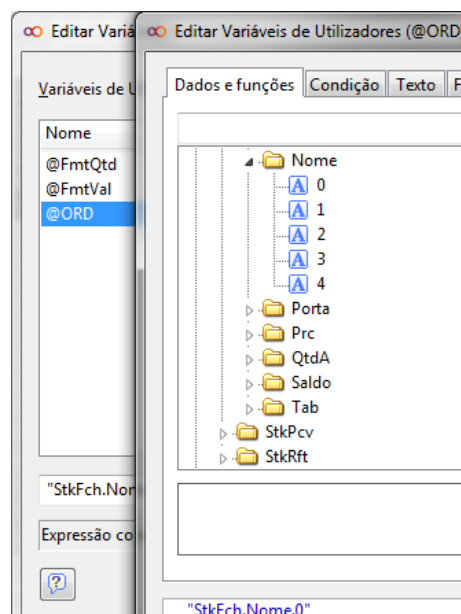 Editar Variá
Variáveis de U
Nome
@FmtQtd
@FmtVal
@ORD
"StkFch.Nor
Expressão co
Editar Variáveis de Utilizadores (@ORD
Dados e funções Condição Texto F
Nome
0
1
2
3
4
Porta
Prc
QtdA
Saldo
Tab
StkPcv
StkRft
"StkFch.Nome.0"